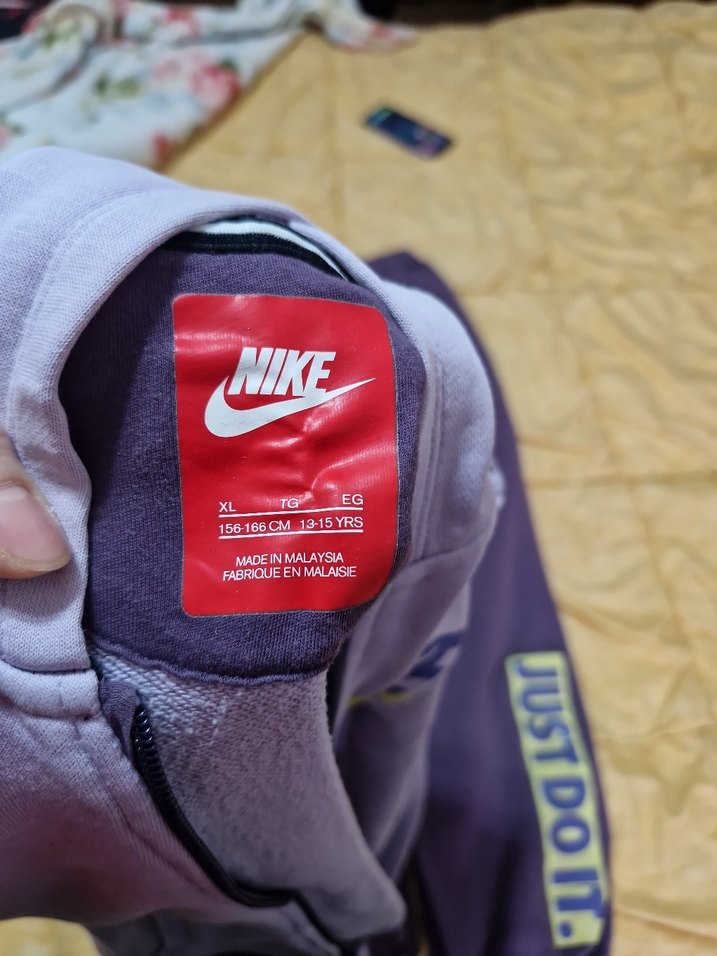 NIKE
XL TG EG
156-166 CM 13-15 YRS
MADE IN MALAYSIA
FABRIQUE EN MALAISIE
JUST DO IT.